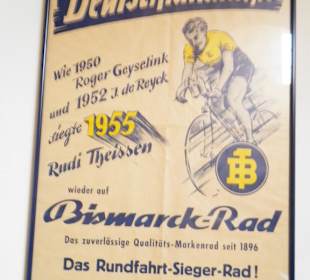 Wie 1950
Roger Geyselink
und 1952 J. de Reyck
siegte 1955
Rudi Theissen
wieder auf
Bismarck-Rad
Das zuverlässige Qualitäts-Markenrad seit 1896
Das Rundfahrt-Sieger-Rad!